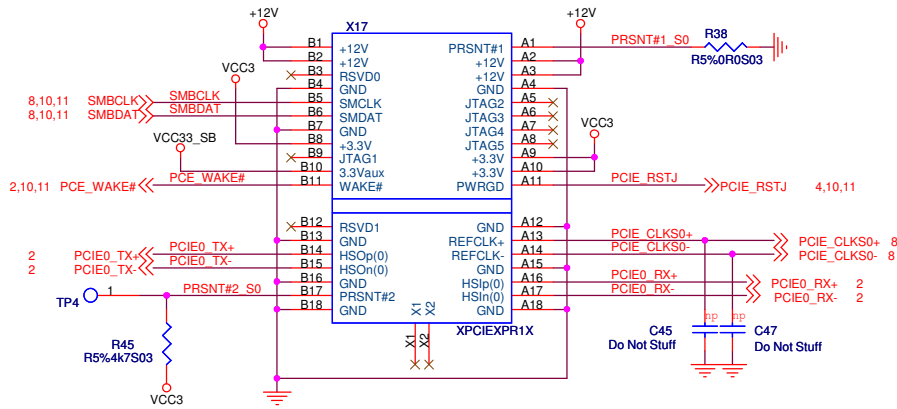 +12V X17 +12V
B1 +12V PRSNT#1 A1 PRSNT#1_S0 R38
R5%0R0S03
B2 +12V +12V A2
B3 RSVD0 +12V A3
VCC3 B4 GND GND A4
8,10,11 SMBCLK SMBCLK B5 SMCLK JTAG2 A5
8,10,11 SMBDAT SMBDAT B6 SMDAT JTAG3 A6
B7 GND JTAG4 A7 VCC3
VCC33_SB B8 +3.3V JTAG5 A8
B9 JTAG1 +3.3V A9
B10 3.3Vaux +3.3V A10
2,10,11 PCE_WAKE# PCE_WAKE# B11 WAKE# PWRGD A11 PCIE_RSTJ PCIE_RSTJ 4,10,11
B12 RSVD1 GND A12
B13 GND REFCLK+ A13 PCIE_CLKS0+ PCIE_CLKS0+ 8
2 PCIE0_TX+ PCIE0_TX+ B14 HSOp(0) REFCLK- A14 PCIE_CLKS0- PCIE_CLKS0- 8
2 PCIE0_TX- PCIE0_TX- B15 HSOn(0) GND A15
B16 GND HSIp(0) A16 PCIE0_RX+ PCIE0_RX+ 2
TP4 1 PRSNT#2_S0 B17 PRSNT#2 HSIn(0) A17 PCIE0_RX- PCIE0_RX- 2
B18 GND GND A18
X1 X2
X1 X2
XPCIEXPR1X
np np
R45
R5%4k7S03
C45
Do Not Stuff
C47
Do Not Stuff
VCC3